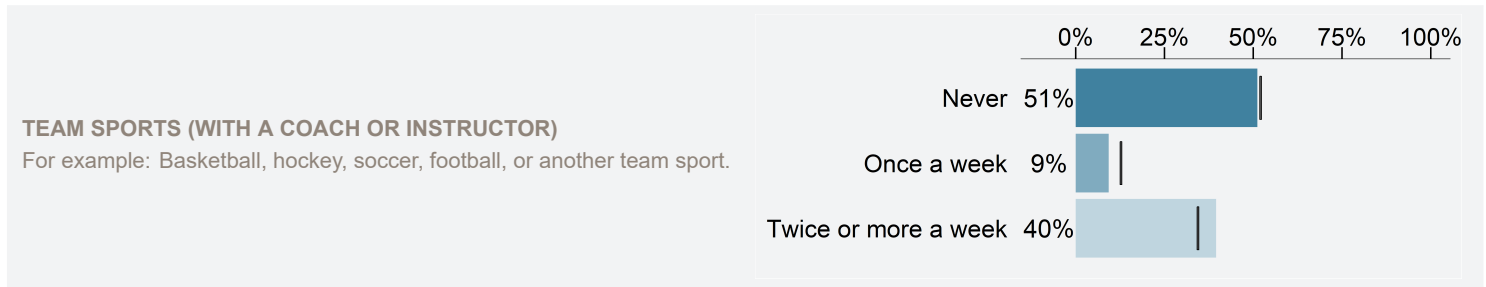 TEAM SPORTS (WITH A COACH OR INSTRUCTOR)
For example: Basketball, hockey, soccer, football, or another team sport.
0% 25% 50% 75% 100%
Never 51%
Once a week 9%
Twice or more a week 40%